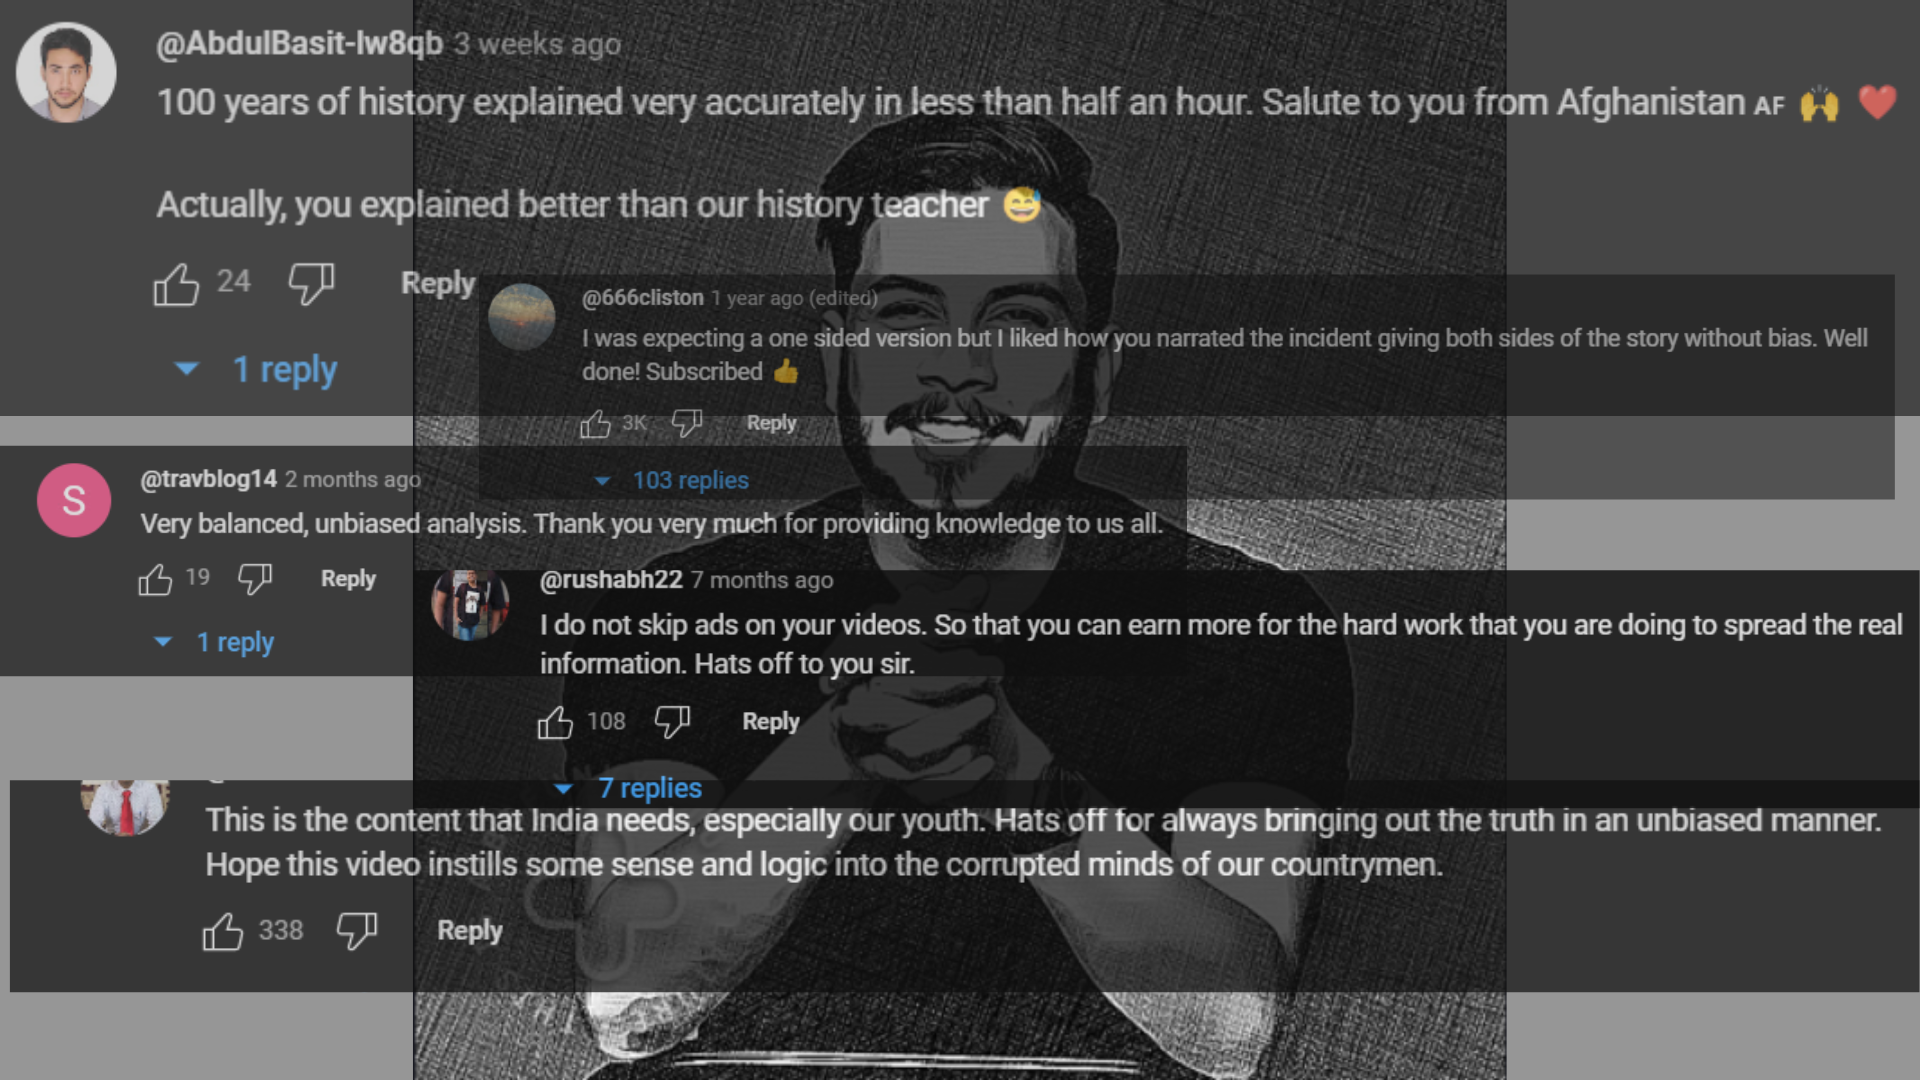 @AbdulBasit-lw8qb 3 weeks ago
100 years of history explained very accurately in less than half an hour. Salute to you from Afghanistan AF 🙌 ❤️
Actually, you explained better than our history teacher 😅
24 Reply
1 reply
@666cliston 1 year ago (edited)
I was expecting a one sided version but I liked how you narrated the incident giving both sides of the story without bias. Well
done! Subscribed 👍
3K Reply
103 replies
S
@travblog14 2 months ago
Very balanced, unbiased analysis. Thank you very much for providing knowledge to us all.
19 Reply
1 reply
@rushabh22 7 months ago
I do not skip ads on your videos. So that you can earn more for the hard work that you are doing to spread the real
information. Hats off to you sir.
108 Reply
7 replies
This is the content that India needs, especially our youth. Hats off for always bringing out the truth in an unbiased manner.
Hope this video instills some sense and logic into the corrupted minds of our countrymen.
338 Reply